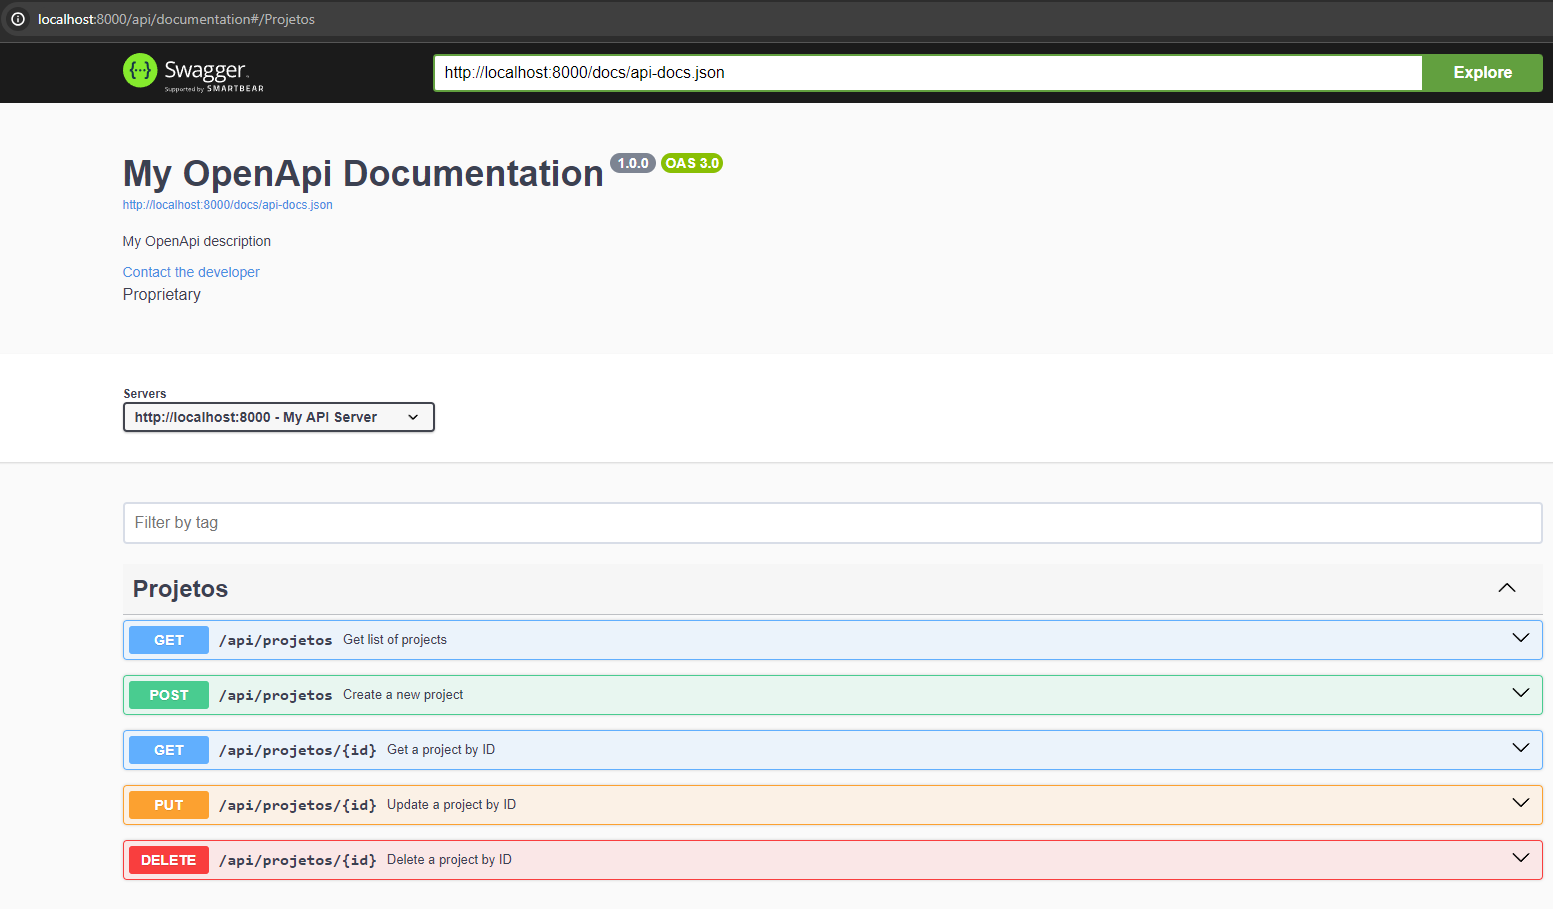 localhost:8000/api/documentation#/Projetos
{··} Swagger.
Supported by SMARTBEAR
http://localhost:8000/docs/api-docs.json
Explore
My OpenApi Documentation 1.0.0 OAS 3.0
http://localhost:8000/docs/api-docs.json
My OpenApi description
Contact the developer
Proprietary
Servers
http://localhost:8000 - My API Server
Filter by tag
Projetos
GET /api/projetos Get list of projects
POST /api/projetos Create a new project
GET /api/projetos/{id} Get a project by ID
PUT /api/projetos/{id} Update a project by ID
DELETE /api/projetos/{id} Delete a project by ID